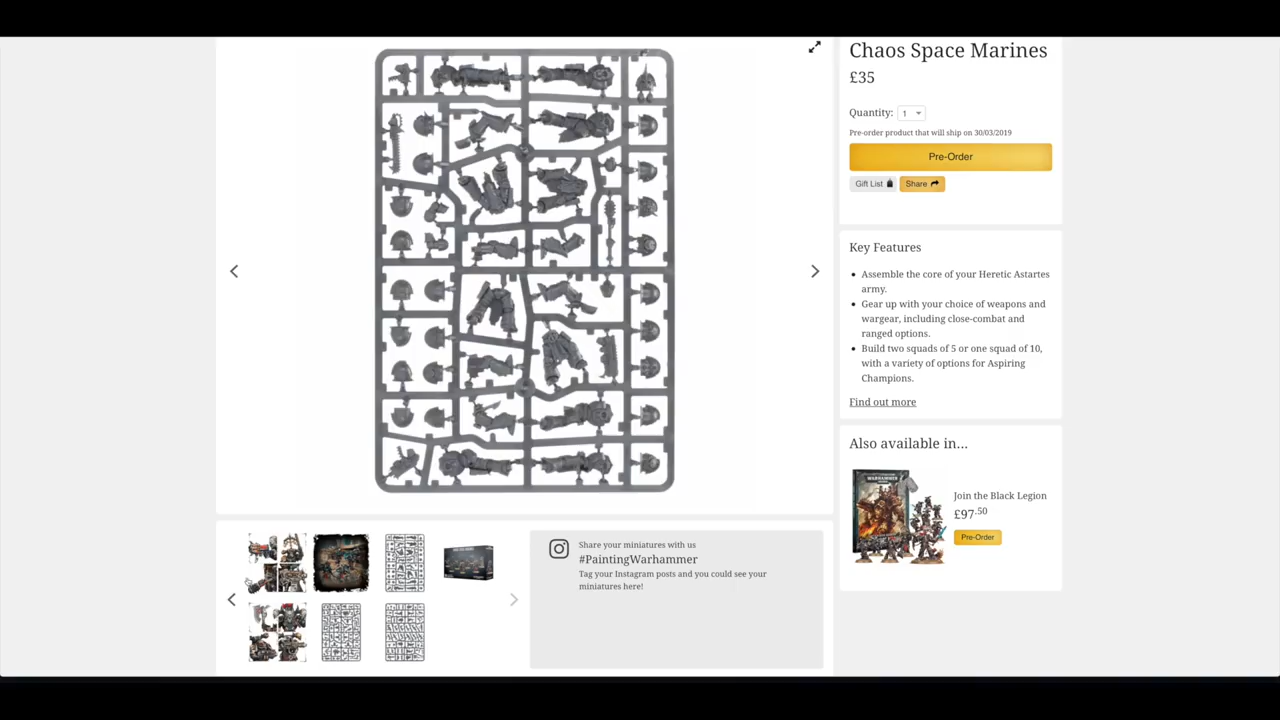 Chaos Space Marines
£35
Quantity: 1
Pre-order product that will ship on 30/03/2019
Pre-Order
Gift List
Share
Key Features
Assemble the core of your Heretic Astartes
army.
Gear up with your choice of weapons and
wargear, including close-combat and
ranged options.
Build two squads of 5 or one squad of 10,
with a variety of options for Aspiring
Champions.
Find out more
Also available in...
WARHAMMER
Join the Black Legion
£97.50
Pre-Order
Share your miniatures with us
#PaintingWarhammer
Tag your Instagram posts and you could see your
miniatures here!